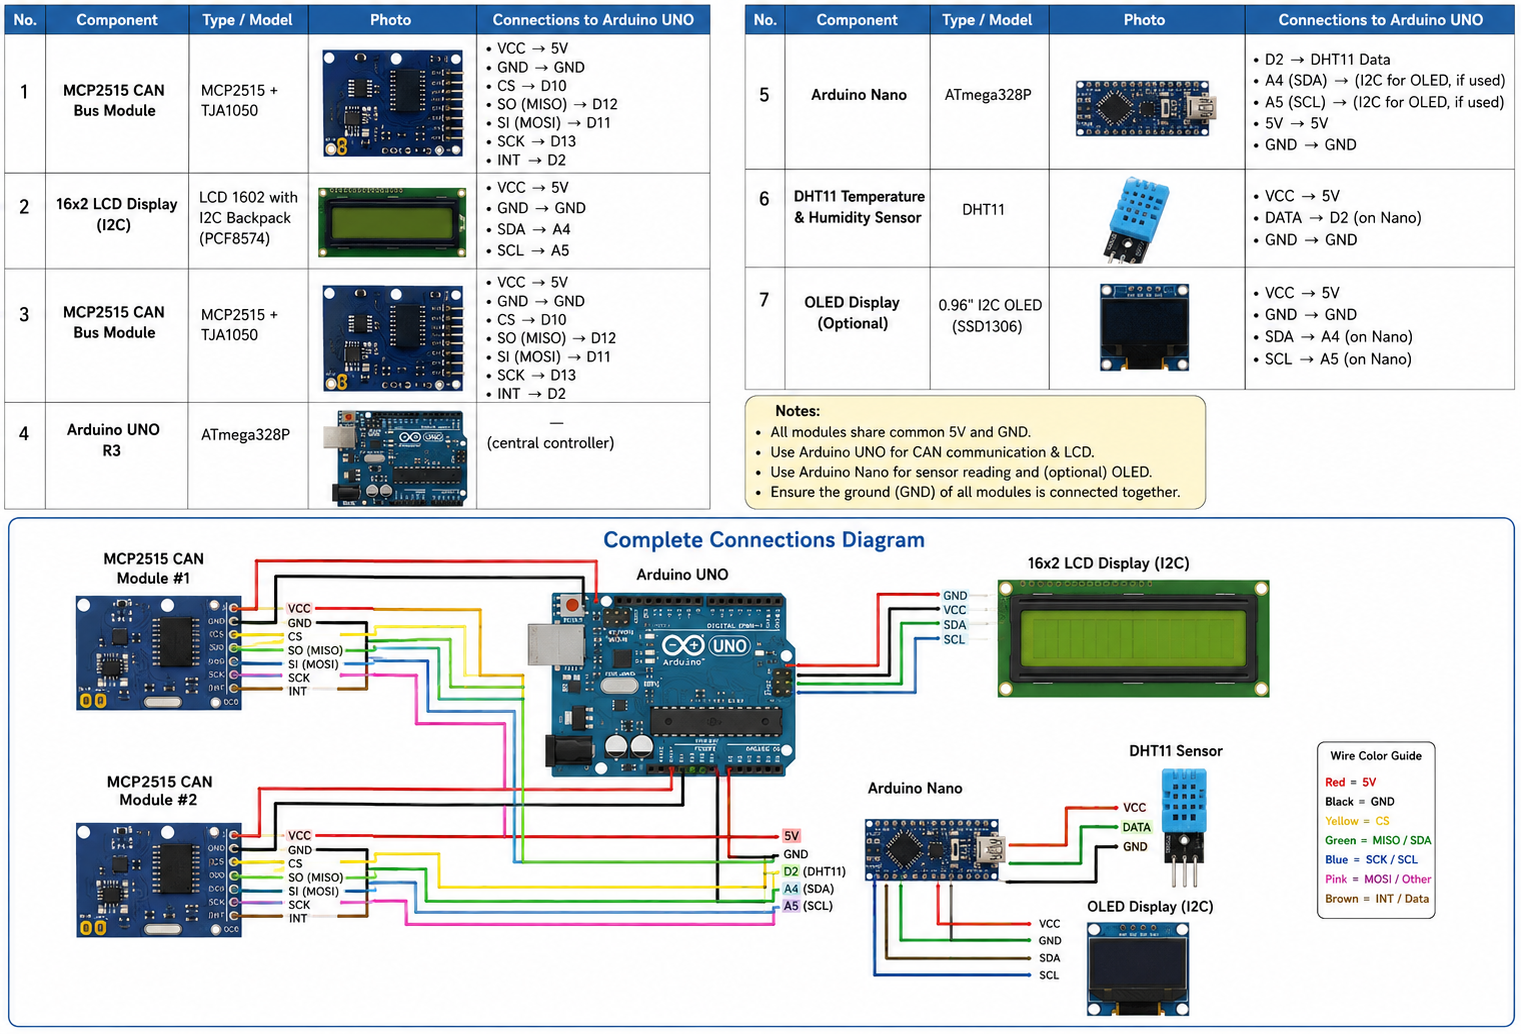 No. Component Type / Model Photo Connections to Arduino UNO
1
MCP2515 CAN
Bus Module
MCP2515 +
TJA1050
• VCC → 5V
• GND → GND
• CS → D10
• SO (MISO) → D12
• SI (MOSI) → D11
• SCK → D13
• INT → D2
2
16x2 LCD Display
(I2C)
LCD 1602 with
I2C Backpack
(PCF8574)
• VCC → 5V
• GND → GND
• SDA → A4
• SCL → A5
3
MCP2515 CAN
Bus Module
MCP2515 +
TJA1050
• VCC → 5V
• GND → GND
• CS → D10
• SO (MISO) → D12
• SI (MOSI) → D11
• SCK → D13
• INT → D2
4
Arduino UNO
R3
ATmega328P
—
(central controller)
No. Component Type / Model Photo Connections to Arduino UNO
5
Arduino Nano
ATmega328P
• D2 → DHT11 Data
• A4 (SDA) → (I2C for OLED, if used)
• A5 (SCL) → (I2C for OLED, if used)
• 5V → 5V
• GND → GND
6
DHT11 Temperature
& Humidity Sensor
DHT11
• VCC → 5V
• DATA → D2 (on Nano)
• GND → GND
7
OLED Display
(Optional)
0.96" I2C OLED
(SSD1306)
• VCC → 5V
• GND → GND
• SDA → A4 (on Nano)
• SCL → A5 (on Nano)
Notes:
• All modules share common 5V and GND.
• Use Arduino UNO for CAN communication & LCD.
• Use Arduino Nano for sensor reading and (optional) OLED.
• Ensure the ground (GND) of all modules is connected together.
Complete Connections Diagram
MCP2515 CAN
Module #1
VCC
GND
CS
SO (MISO)
SI (MOSI)
SCK
INT
Arduino UNO
UNO
Arduino
16x2 LCD Display (I2C)
GND
VCC
SDA
SCL
MCP2515 CAN
Module #2
VCC
GND
CS
SO (MISO)
SI (MOSI)
SCK
INT
5V
GND
D2 (DHT11)
A4 (SDA)
A5 (SCL)
Arduino Nano
DHT11 Sensor
VCC
DATA
GND
OLED Display (I2C)
VCC
GND
SDA
SCL
Wire Color Guide
Red = 5V
Black = GND
Yellow = CS
Green = MISO / SDA
Blue = SCK / SCL
Pink = MOSI / Other
Brown = INT / Data